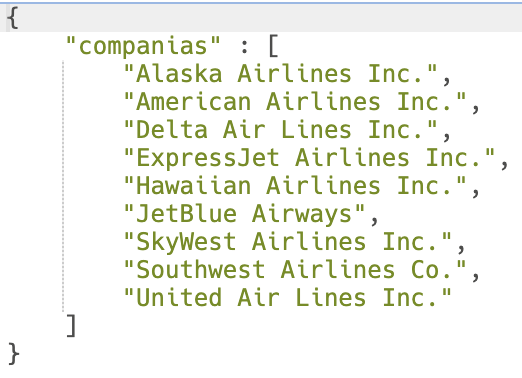 {
"companias" : [
"Alaska Airlines Inc.",
"American Airlines Inc.",
"Delta Air Lines Inc.",
"ExpressJet Airlines Inc.",
"Hawaiian Airlines Inc.",
"JetBlue Airways",
"SkyWest Airlines Inc.",
"Southwest Airlines Co.",
"United Air Lines Inc."
]
}